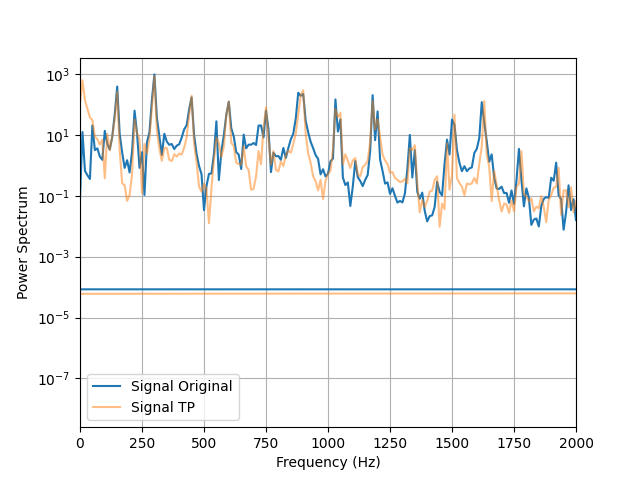 Power Spectrum
10³
10¹
10⁻¹
10⁻³
10⁻⁵
10⁻⁷
Signal Original
Signal TP
0 250 500 750 1000 1250 1500 1750 2000
Frequency (Hz)